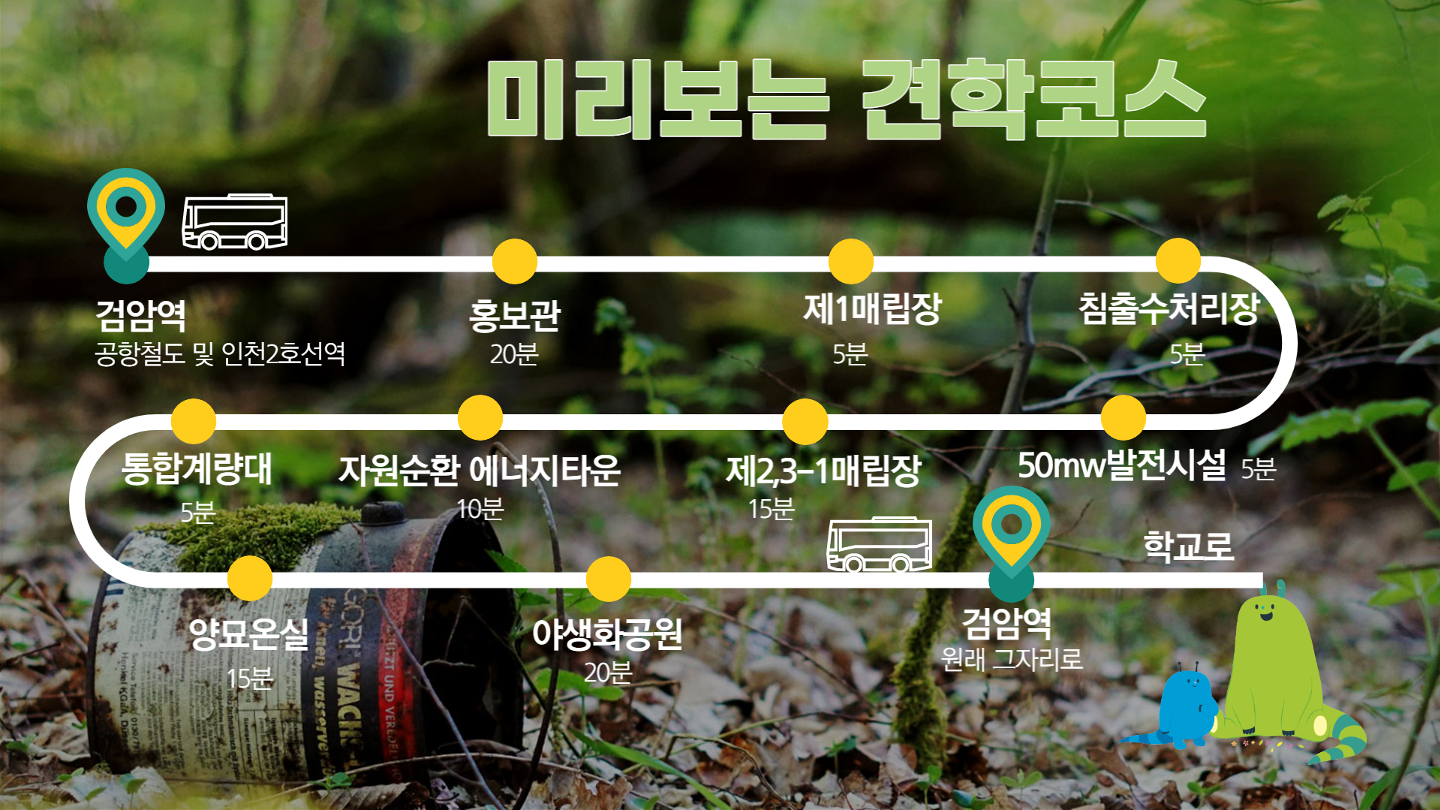 미리보는 견학코스
검암역
공항철도 및 인천2호선역
홍보관
20분
제1매립장
5분
침출수처리장
5분
50mw발전시설 5분
제2,3-1매립장
15분
자원순환 에너지타운
10분
통합계량대
5분
양묘온실
15분
야생화공원
20분
검암역
원래 그자리로
학교로
GORI
WACH
JTZT UND VEREDEL